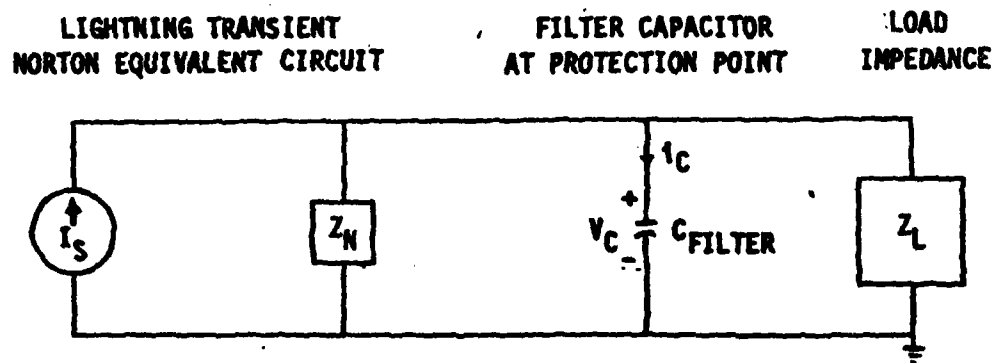 LIGHTNING TRANSIENT
NORTON EQUIVALENT CIRCUIT
FILTER CAPACITOR
AT PROTECTION POINT
LOAD
IMPEDANCE
I_S
Z_N
i_C
+
V_C
-
C_FILTER
Z_L